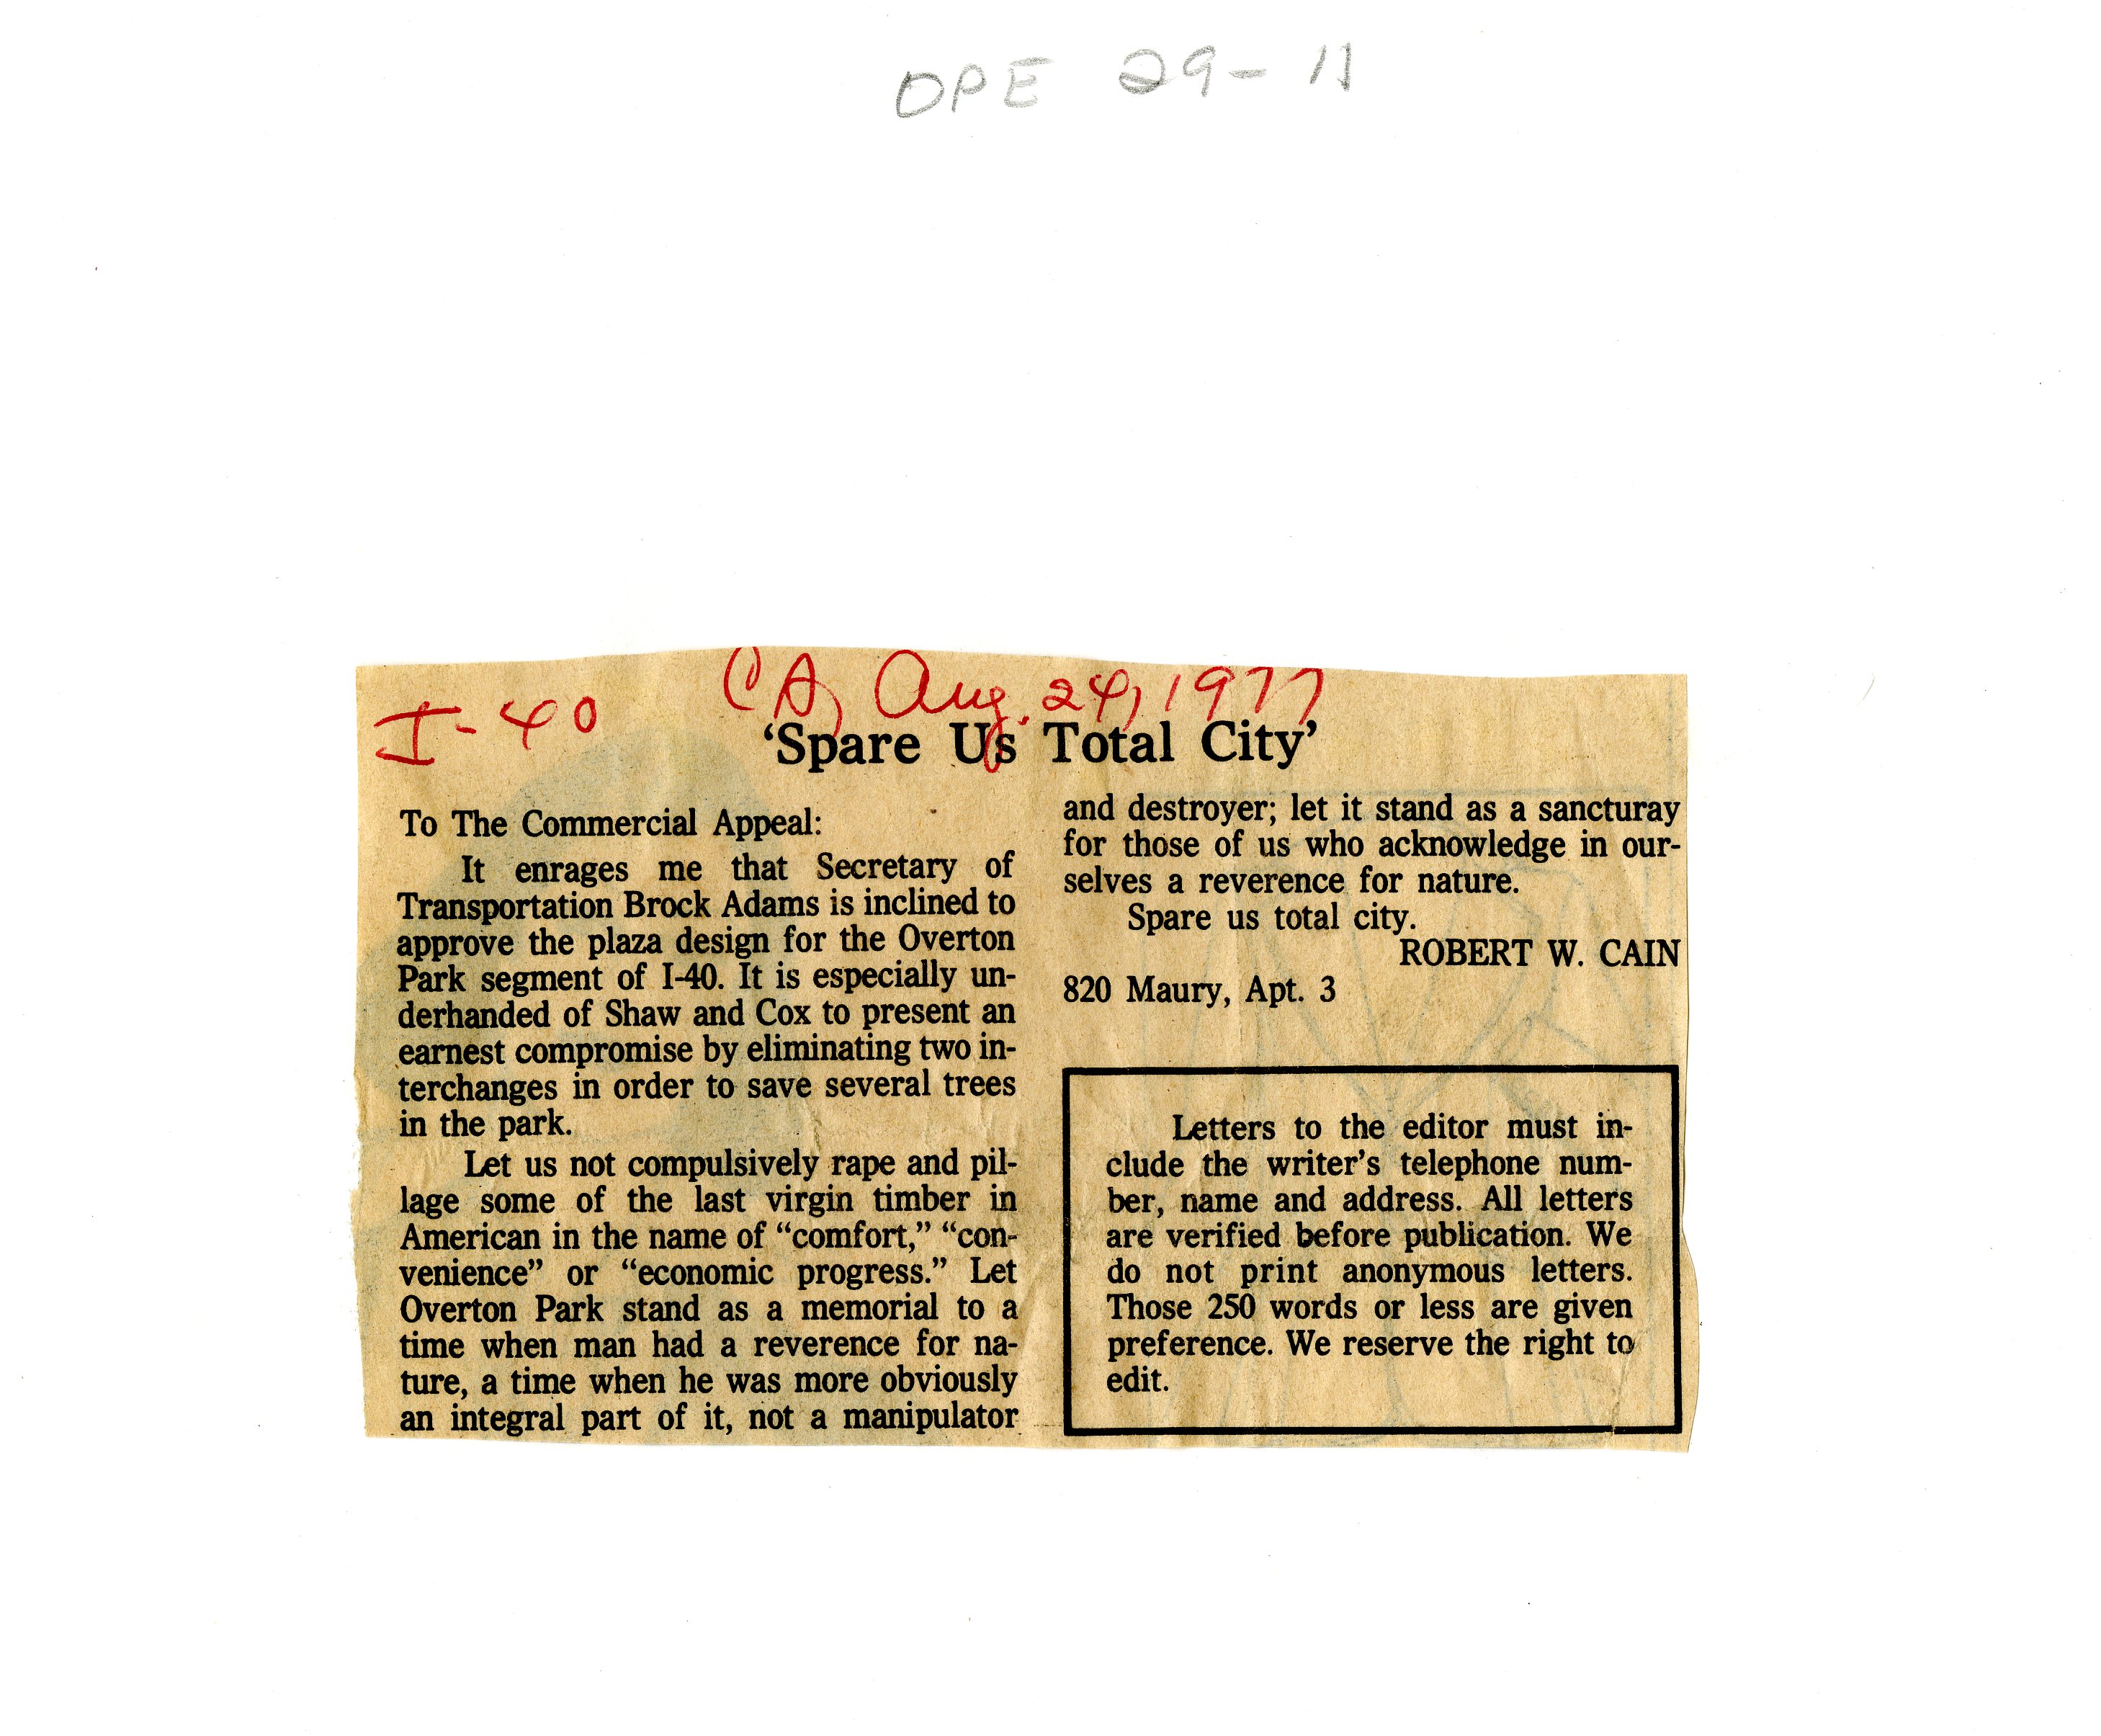 OPE 29-11
I-40
CA, Aug. 24, 1977
‘Spare Us Total City’
To The Commercial Appeal:
It enrages me that Secretary of
Transportation Brock Adams is inclined to
approve the plaza design for the Overton
Park segment of I-40. It is especially un-
derhanded of Shaw and Cox to present an
earnest compromise by eliminating two in-
terchanges in order to save several trees
in the park.
Let us not compulsively rape and pil-
lage some of the last virgin timber in
American in the name of “comfort,” “con-
venience” or “economic progress.” Let
Overton Park stand as a memorial to a
time when man had a reverence for na-
ture, a time when he was more obviously
an integral part of it, not a manipulator
and destroyer; let it stand as a sancturay
for those of us who acknowledge in our-
selves a reverence for nature.
Spare us total city.
ROBERT W. CAIN
820 Maury, Apt. 3
Letters to the editor must in-
clude the writer’s telephone num-
ber, name and address. All letters
are verified before publication. We
do not print anonymous letters.
Those 250 words or less are given
preference. We reserve the right to
edit.